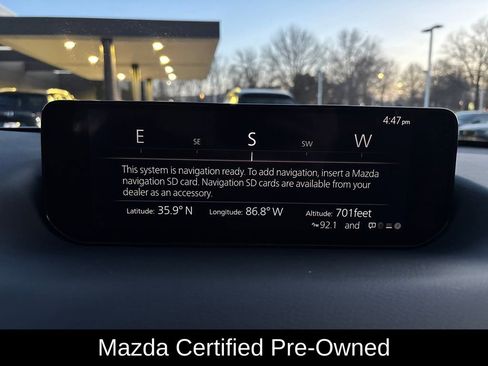 4:47pm
E SE S SW W
This system is navigation ready. To add navigation, insert a Mazda
navigation SD card. Navigation SD cards are available from your
dealer as an accessory.
Latitude: 35.9° N Longitude: 86.8° W Altitude: 701feet
92.1 and
Mazda Certified Pre-Owned